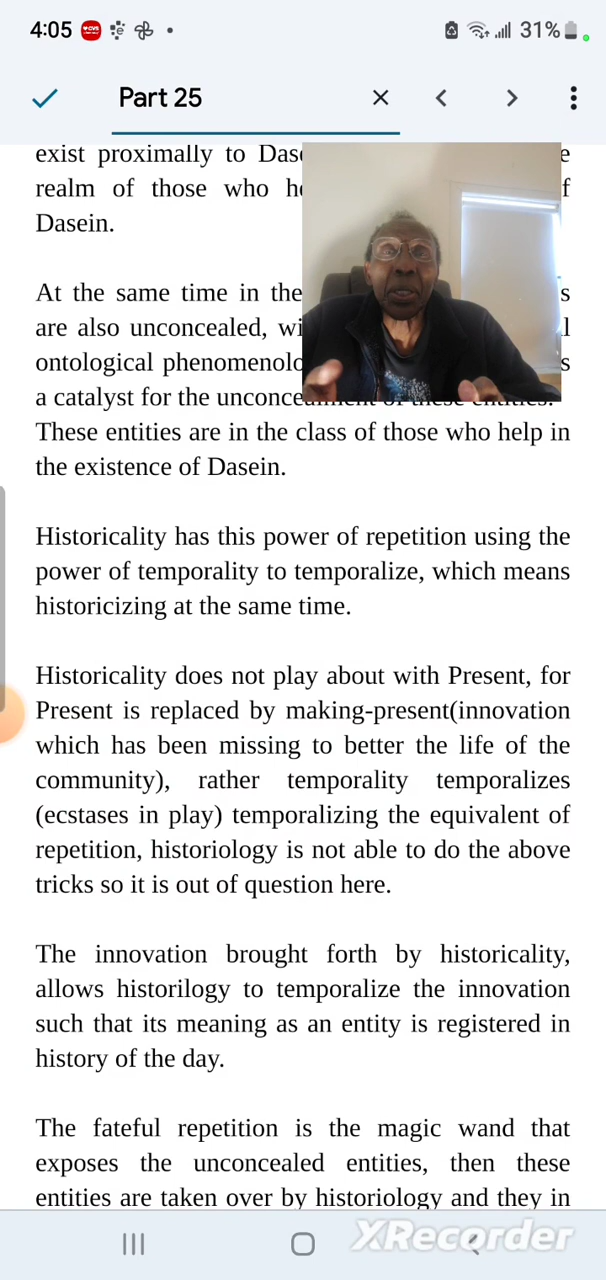 4:05
31%
Part 25
exist proximally to
realm of those who
Dasein.
At the same time in the
are also unconcealed,
ontological
a catalyst for the
These entities are in the class of those who help in
the existence of Dasein.
Historicality has this power of repetition using the
power of temporality to temporalize, which means
historicizing at the same time.
Historicality does not play about with Present, for
Present is replaced by making-present(innovation
which has been missing to better the life of the
community), rather temporality temporalizes
(ecstases in play) temporalizing the equivalent of
repetition, historiology is not able to do the above
tricks so it is out of question here.
The innovation brought forth by historicality,
allows historilogy to temporalize the innovation
such that its meaning as an entity is registered in
history of the day.
The fateful repetition is the magic wand that
exposes the unconcealed entities, then these
entities are taken over by historiology and they in
XRecorder